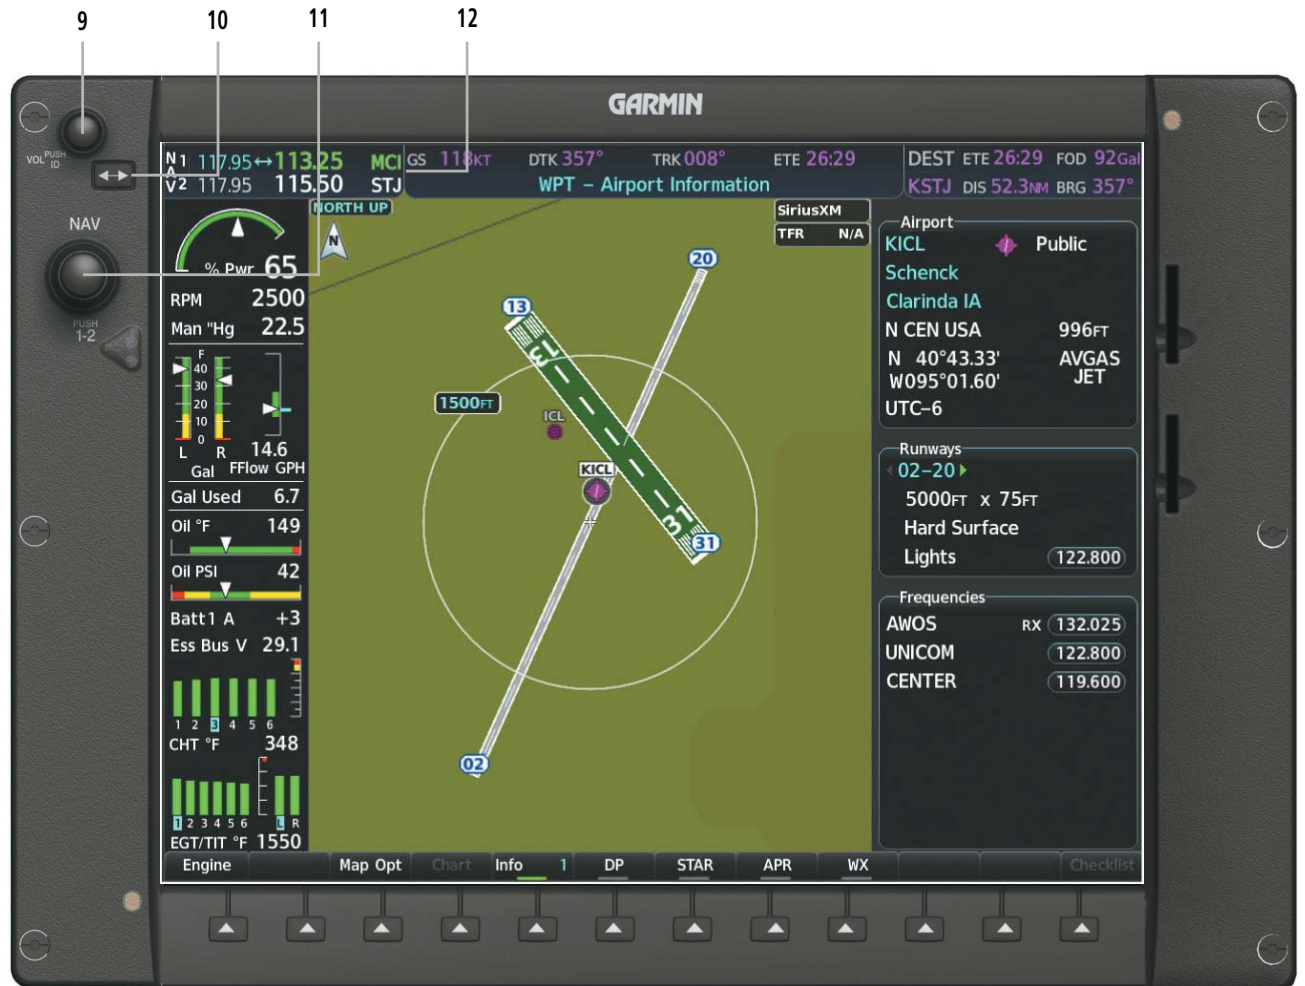 9 10 11 12
GARMIN
VOL PUSH ID
NAV
PUSH 1-2
N A V 1 117.95↔113.25 MCI
2 117.95 115.50 STJ
GS 118KT DTK 357° TRK 008° ETE 26:29
WPT – Airport Information
DEST ETE 26:29 FOD 92Gal
KSTJ DIS 52.3NM BRG 357°
% Pwr 65
RPM 2500
Man "Hg 22.5
F
40
30
20
10
0
L R
Gal
14.6
FFlow GPH
Gal Used 6.7
Oil °F 149
Oil PSI 42
Batt1 A +3
Ess Bus V 29.1
1 2 3 4 5 6
CHT °F 348
1 2 3 4 5 6 L R
EGT/TIT °F 1550
NORTH UP
N
SiriusXM
TFR N/A
20
13
13
1500FT
ICL
KICL
31
31
02
Airport
KICL Public
Schenck
Clarinda IA
N CEN USA 996FT
N 40°43.33' AVGAS
W095°01.60' JET
UTC-6
Runways
02-20
5000FT x 75FT
Hard Surface
Lights 122.800
Frequencies
AWOS RX 132.025
UNICOM 122.800
CENTER 119.600
Engine Map Opt Chart Info 1 DP STAR APR WX Checklist